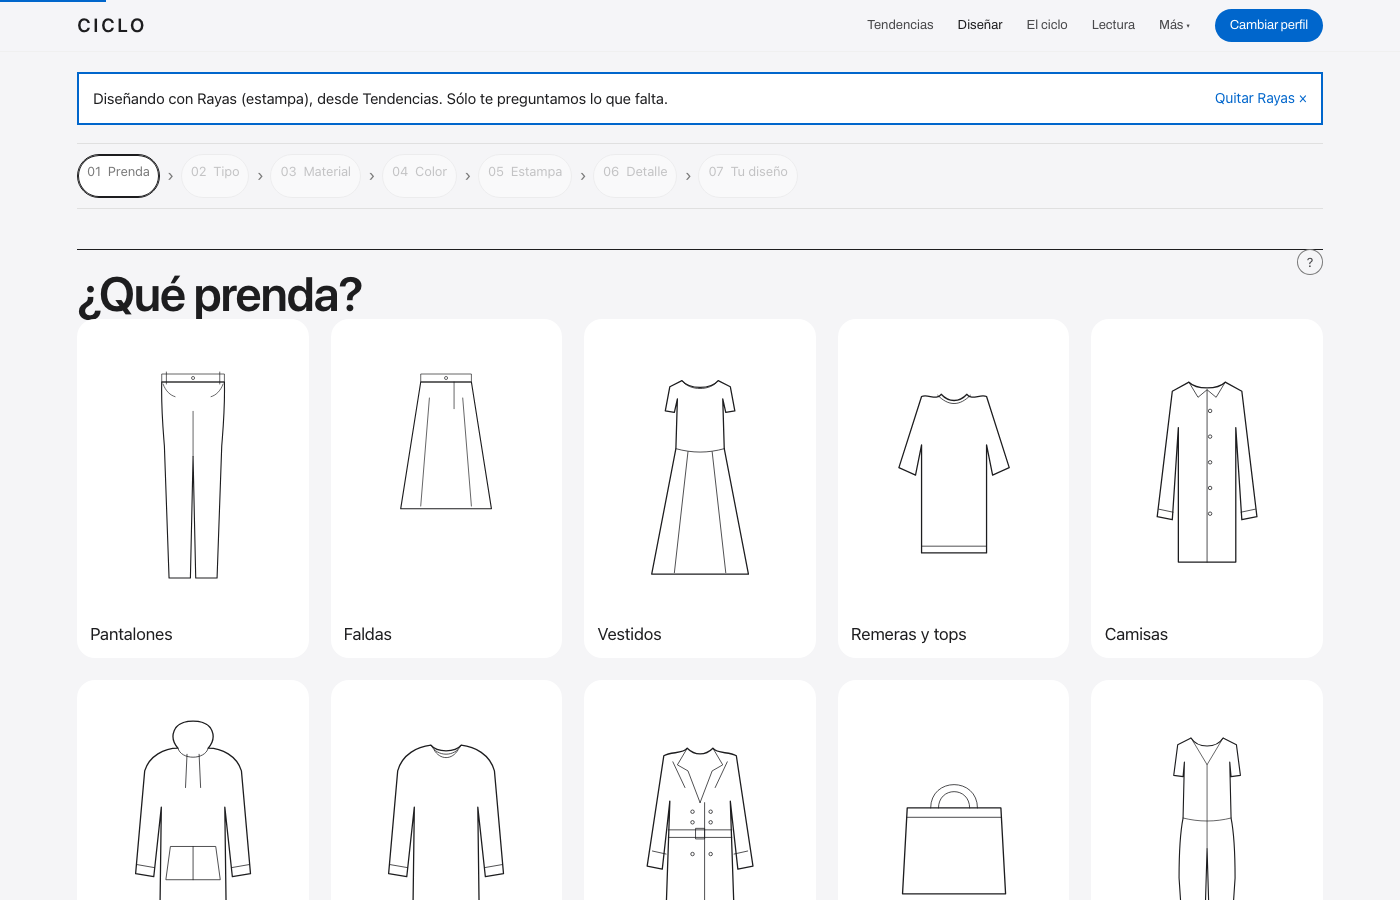 CICLO
Tendencias Diseñar El ciclo Lectura Más Cambiar perfil
Diseñando con Rayas (estampa), desde Tendencias. Sólo te preguntamos lo que falta. Quitar Rayas ×
01 Prenda › 02 Tipo › 03 Material › 04 Color › 05 Estampa › 06 Detalle › 07 Tu diseño
?
¿Qué prenda?
Pantalones
Faldas
Vestidos
Remeras y tops
Camisas